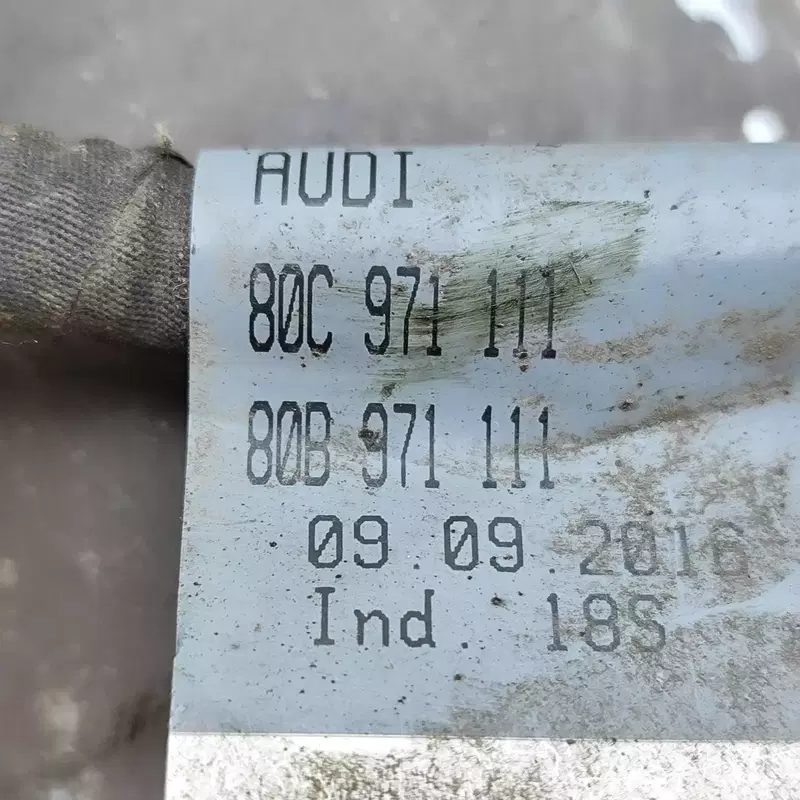 AUDI
80C 971 111
80B 971 111
09.09.2016
Ind. 18S